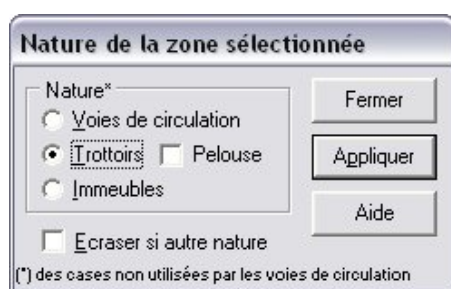 Nature de la zone sélectionnée
Nature*
Voies de circulation
Trottoirs Pelouse
Immeubles
Ecraser si autre nature
Fermer
Appliquer
Aide
(*) des cases non utilisées par les voies de circulation